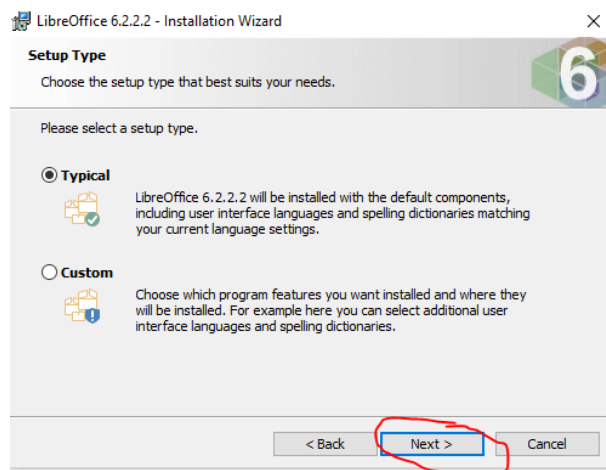 LibreOffice 6.2.2.2 - Installation Wizard
Setup Type
Choose the setup type that best suits your needs.
6
Please select a setup type.
Typical
LibreOffice 6.2.2.2 will be installed with the default components,
including user interface languages and spelling dictionaries matching
your current language settings.
Custom
Choose which program features you want installed and where they
will be installed. For example here you can select additional user
interface languages and spelling dictionaries.
< Back Next > Cancel